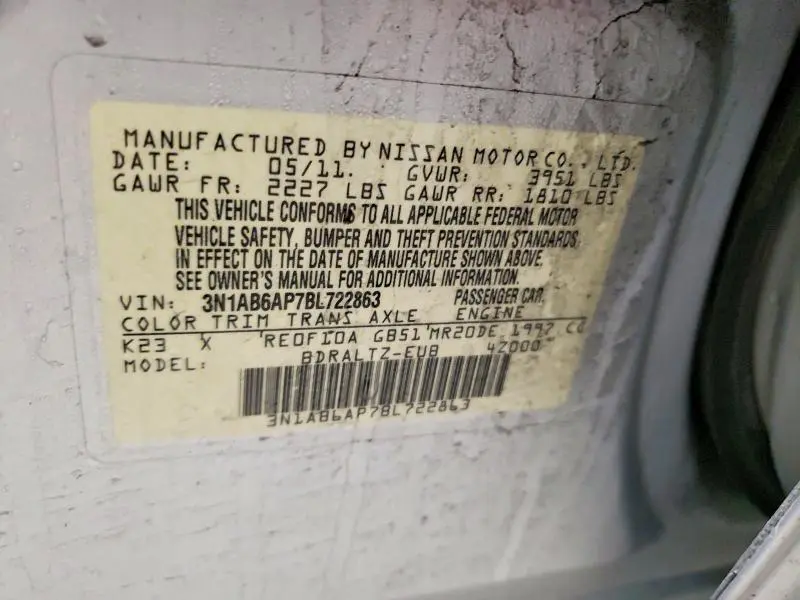 MANUFACTURED BY NISSAN MOTOR CO., LTD.
DATE: 05/11. GVWR: 3951 LBS
GAWR FR: 2227 LBS GAWR RR: 1810 LBS
THIS VEHICLE CONFORMS TO ALL APPLICABLE FEDERAL MOTOR
VEHICLE SAFETY, BUMPER AND THEFT PREVENTION STANDARDS
IN EFFECT ON THE DATE OF MANUFACTURE SHOWN ABOVE.
SEE OWNER'S MANUAL FOR ADDITIONAL INFORMATION.
VIN: 3N1AB6AP7BL722863 PASSENGER CAR
COLOR TRIM TRANS AXLE ENGINE
K23 X RE0F10A GB51 MR20DE 1997 CC
MODEL: BDRALTZ-EUB 4Z000
3N1AB6AP7BL722863